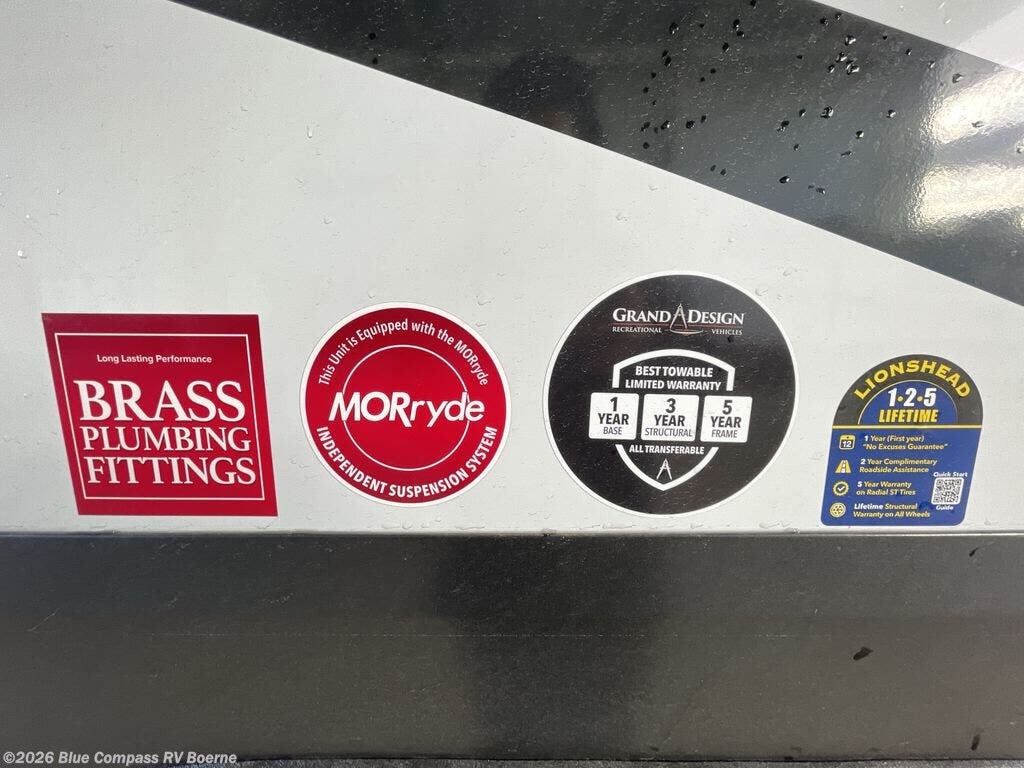 Long Lasting Performance
BRASS
PLUMBING
FITTINGS
This Unit is Equipped with the MORryde
MORryde
INDEPENDENT SUSPENSION SYSTEM
GRAND DESIGN
RECREATIONAL VEHICLES
BEST TOWABLE
LIMITED WARRANTY
1 YEAR BASE
3 YEAR STRUCTURAL
5 YEAR FRAME
ALL TRANSFERABLE
LIONSHEAD
1·2·5
LIFETIME
12
1 Year (First year)
"No Excuses Guarantee"
2 Year Complimentary
Roadside Assistance
5 Year Warranty
on Radial ST Tires
Lifetime Structural
Warranty on All Wheels
Quick Start
Guide
©2026 Blue Compass RV Boerne